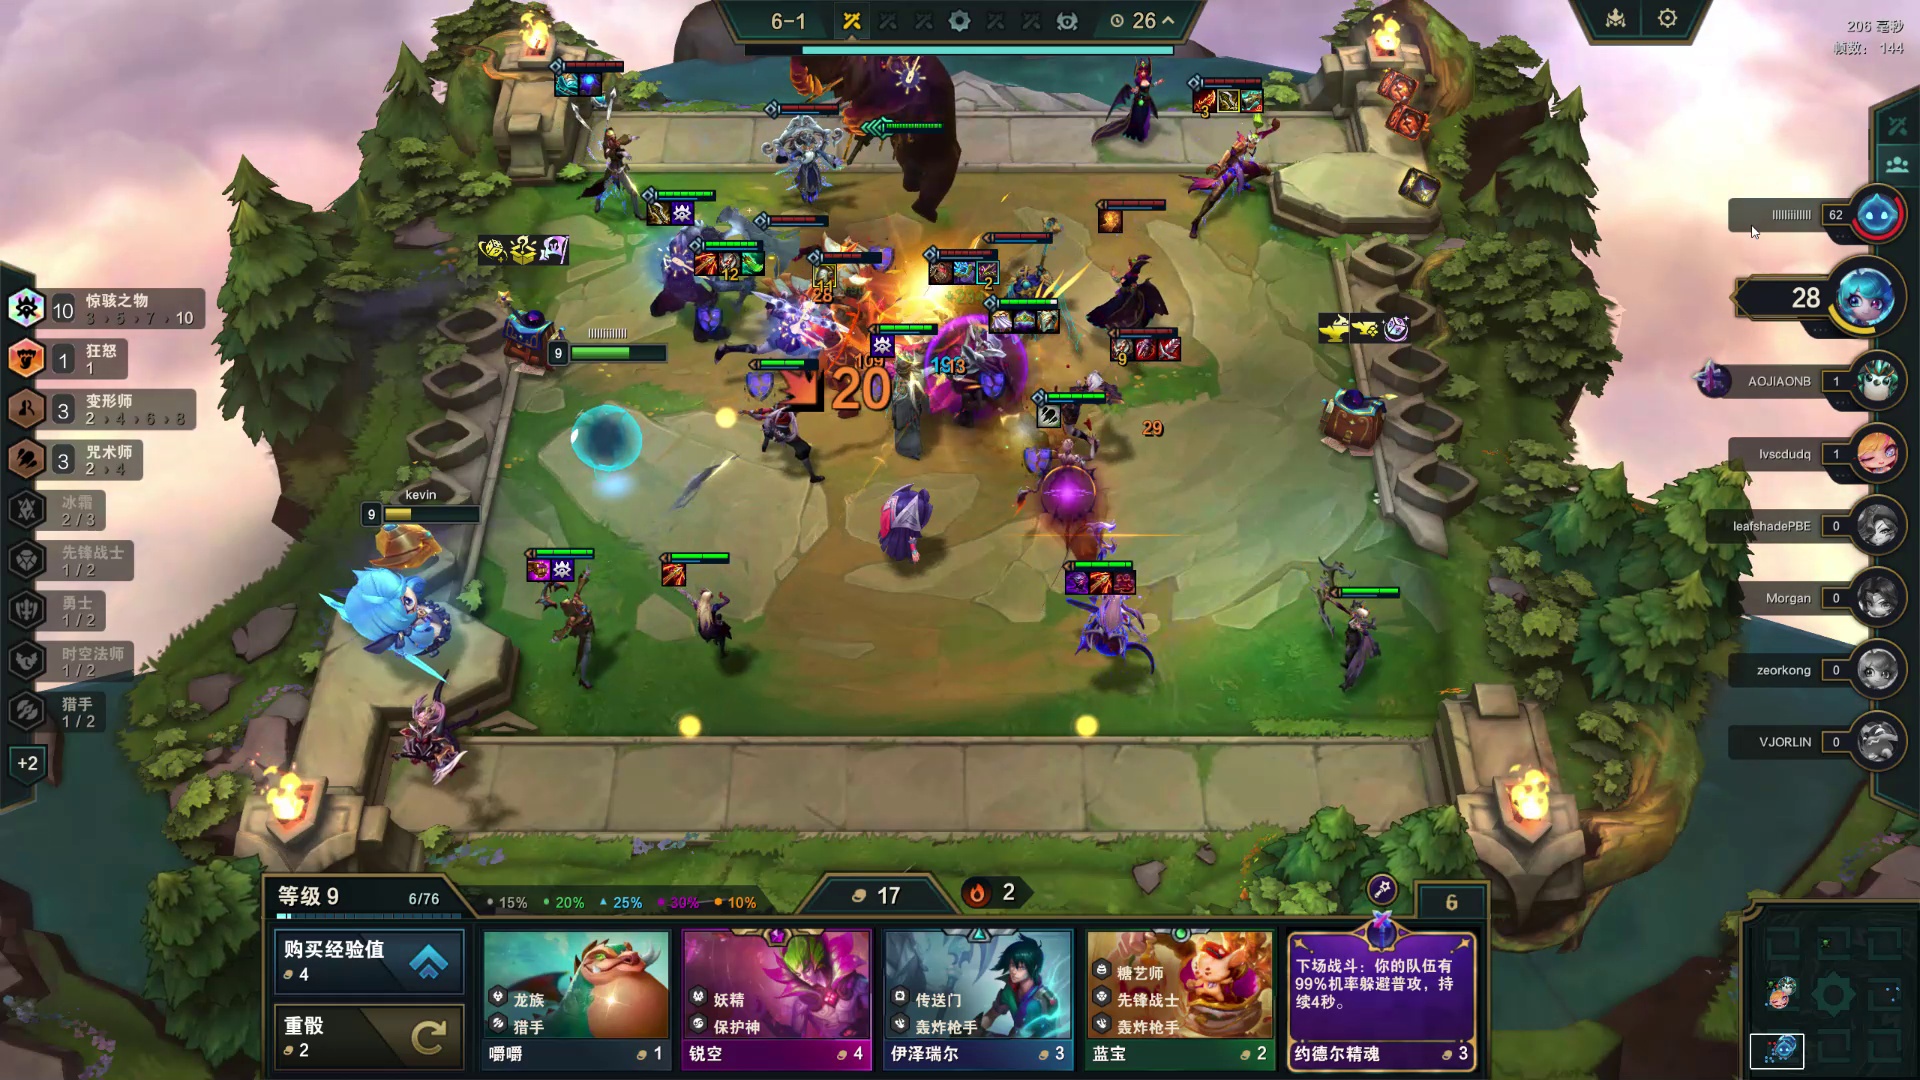 6-1
26
206 毫秒
帧数： 144
10
惊骇之物
3 › 5 › 7 › 10
1
狂怒
1
3
变形师
2 › 4 › 6 › 8
3
咒术师
2 › 4
冰霜
2 / 3
先锋战士
1 / 2
勇士
1 / 2
时空法师
1 / 2
猎手
1 / 2
+2
9
kevin
9
12
11
28
2
3
9
109
20
29
62
28
AOJIAONB
1
lvscdudq
1
leafshadePBE
0
Morgan
0
zeorkong
0
VJORLIN
0
等级 9
6/76
15%
20%
25%
30%
10%
17
2
6
购买经验值
4
重骰
2
龙族
猎手
嚼嚼
1
妖精
保护神
锐空
4
传送门
轰炸枪手
伊泽瑞尔
3
糖艺师
先锋战士
轰炸枪手
蓝宝
2
下场战斗：你的队伍有
99%机率躲避普攻，持
续4秒。
约德尔精魂
3